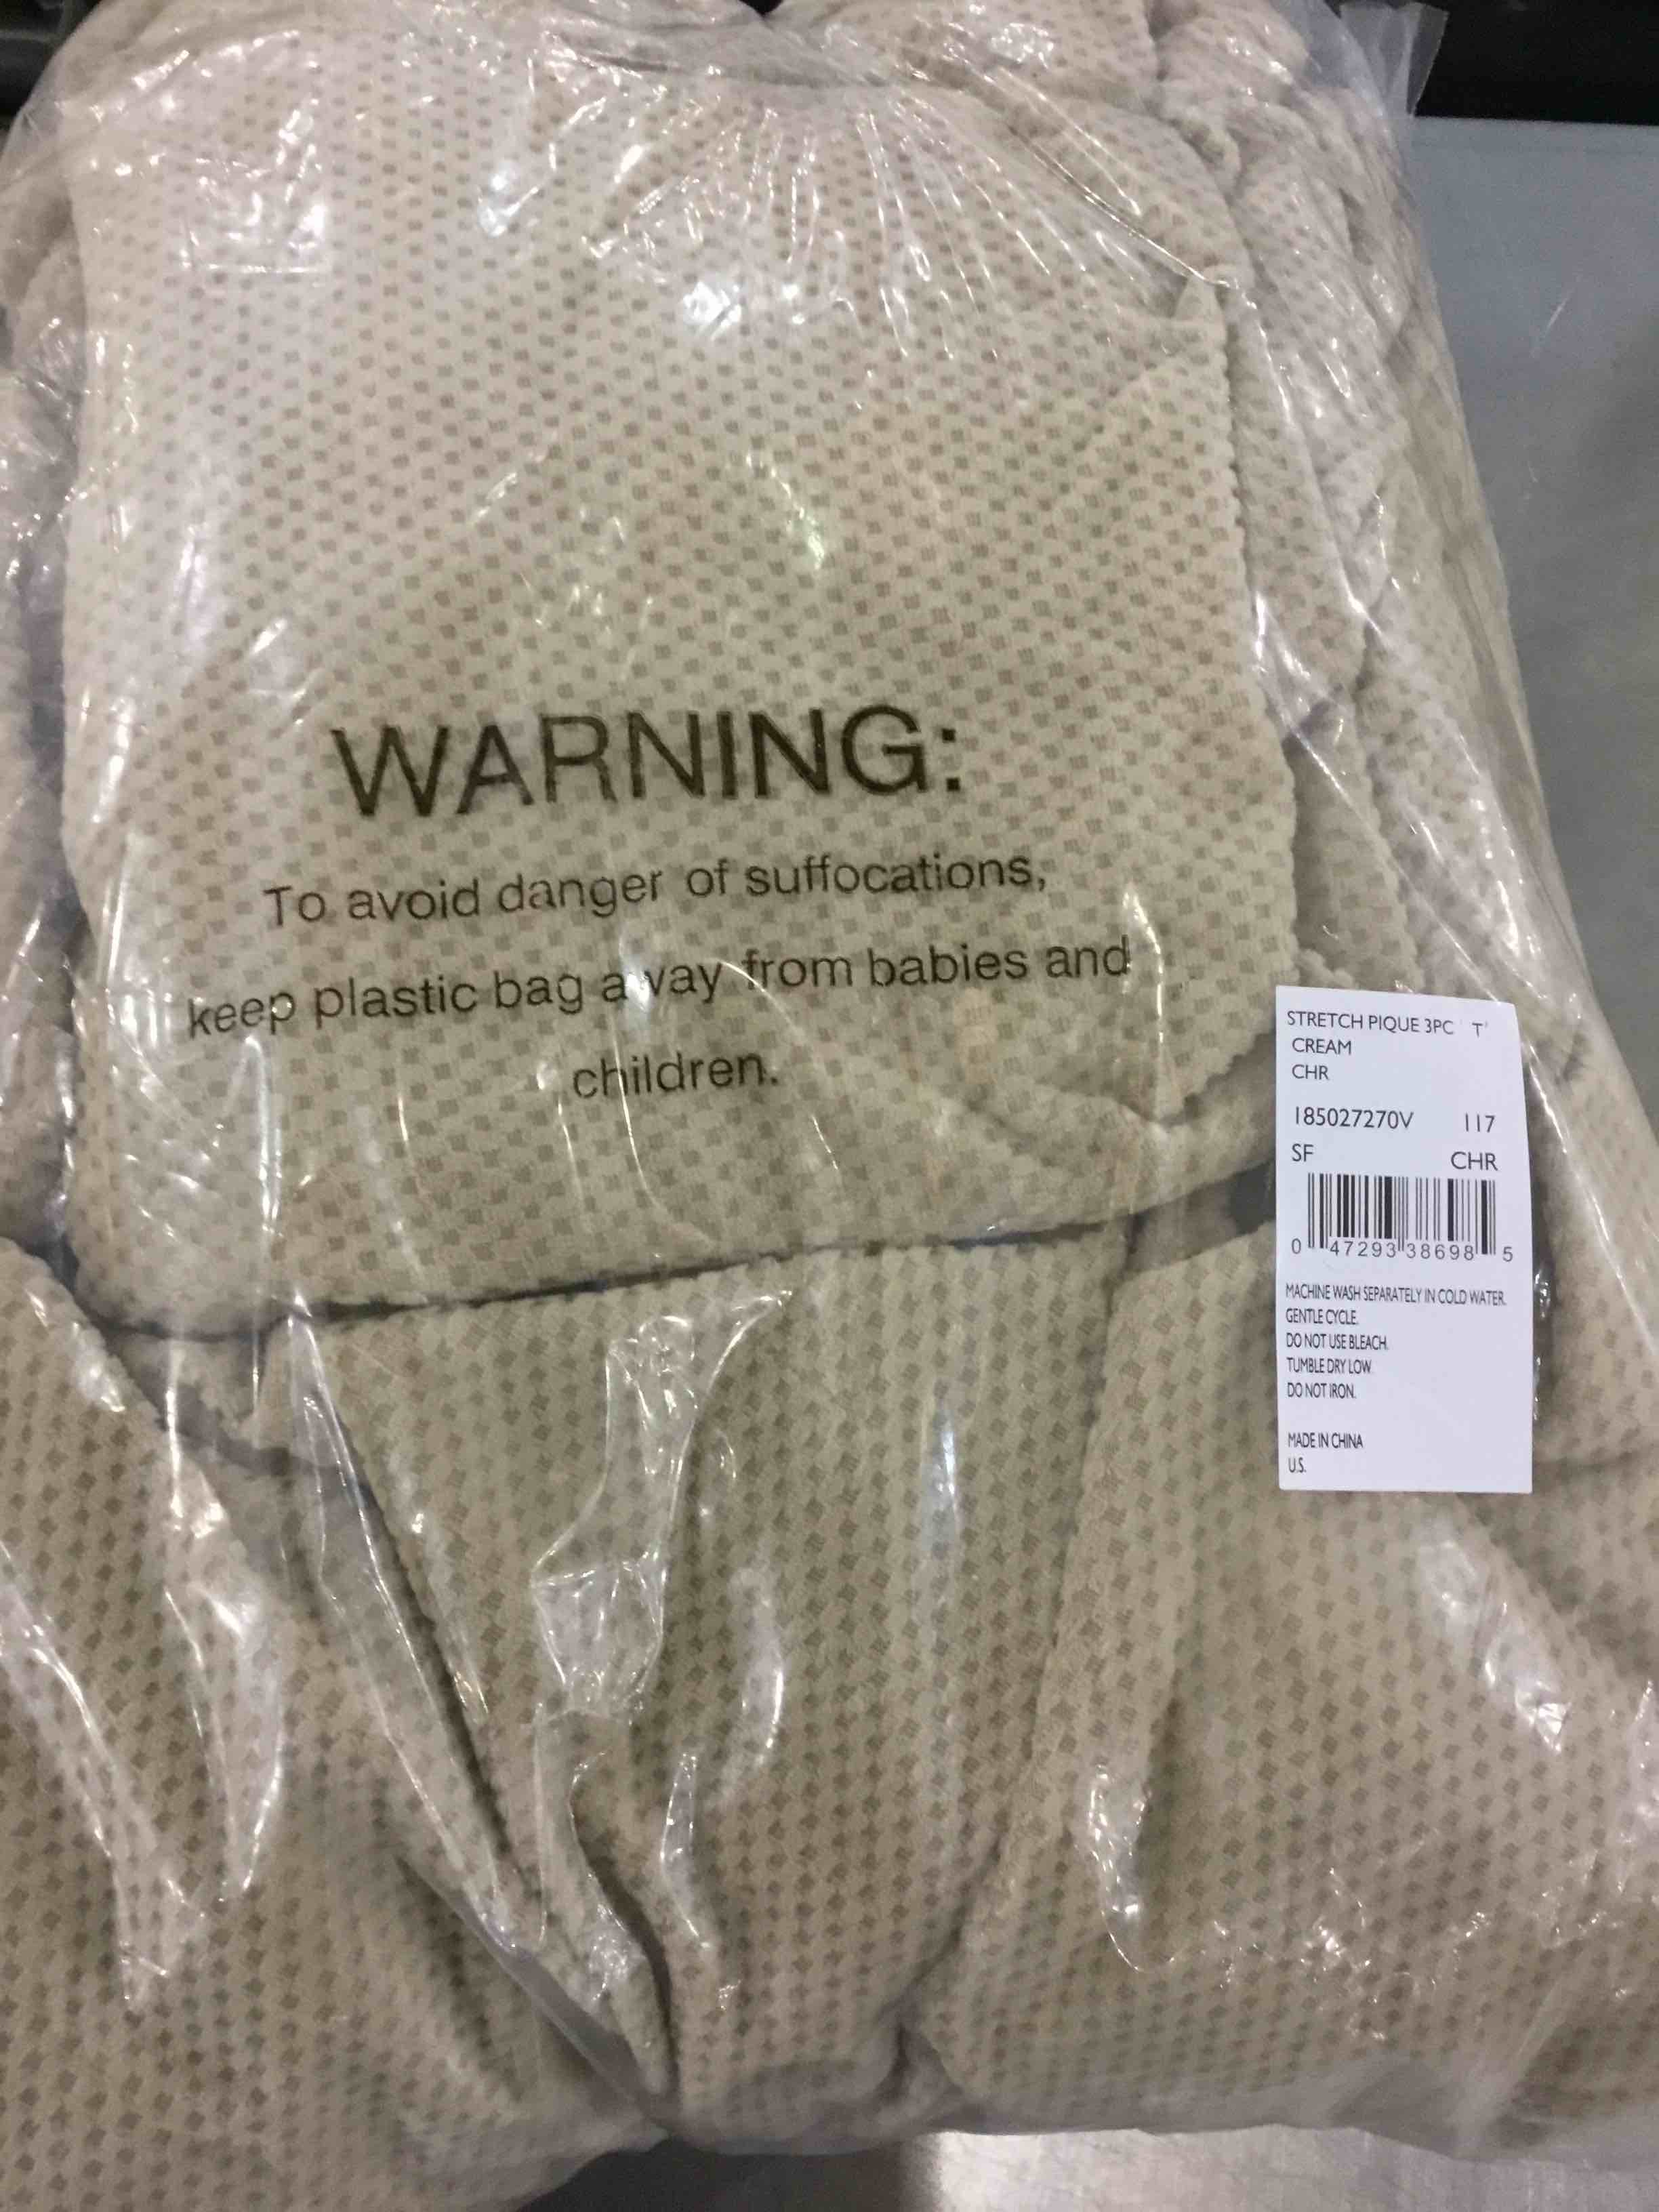 WARNING:
To avoid danger of suffocations,
keep plastic bag away from babies and
children.
STRETCH PIQUE 3PC T'
CREAM
CHR
185027270V 117
SF CHR
0 47293 38698 5
MACHINE WASH SEPARATELY IN COLD WATER.
GENTLE CYCLE.
DO NOT USE BLEACH.
TUMBLE DRY LOW
DO NOT IRON.
MADE IN CHINA
U.S.